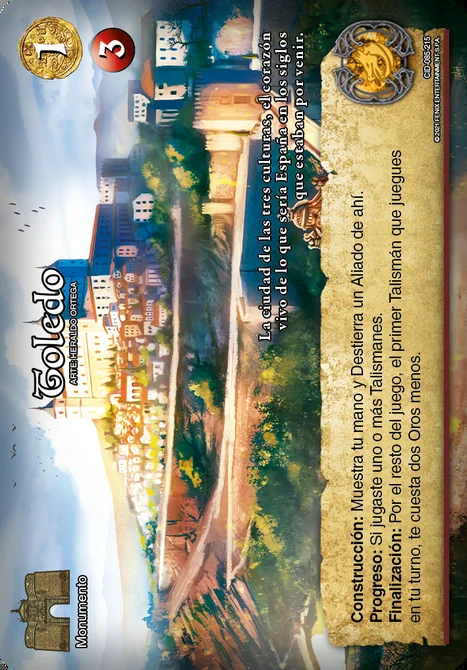 Monumento
Toledo
ARTE: HERALDO ORTEGA
1
3
La ciudad de las tres culturas, el corazón
vivo de lo que sería España en los siglos
que estaban por venir.
Construcción: Muestra tu mano y Destierra un Aliado de ahí.
Progreso: Si jugaste uno o más Talismanes.
Finalización: Por el resto del juego, el primer Talismán que juegues
en tu turno, te cuesta dos Oros menos.
CID-085-215
©2021 FENIX ENTERTAINMENT, S.P.A.